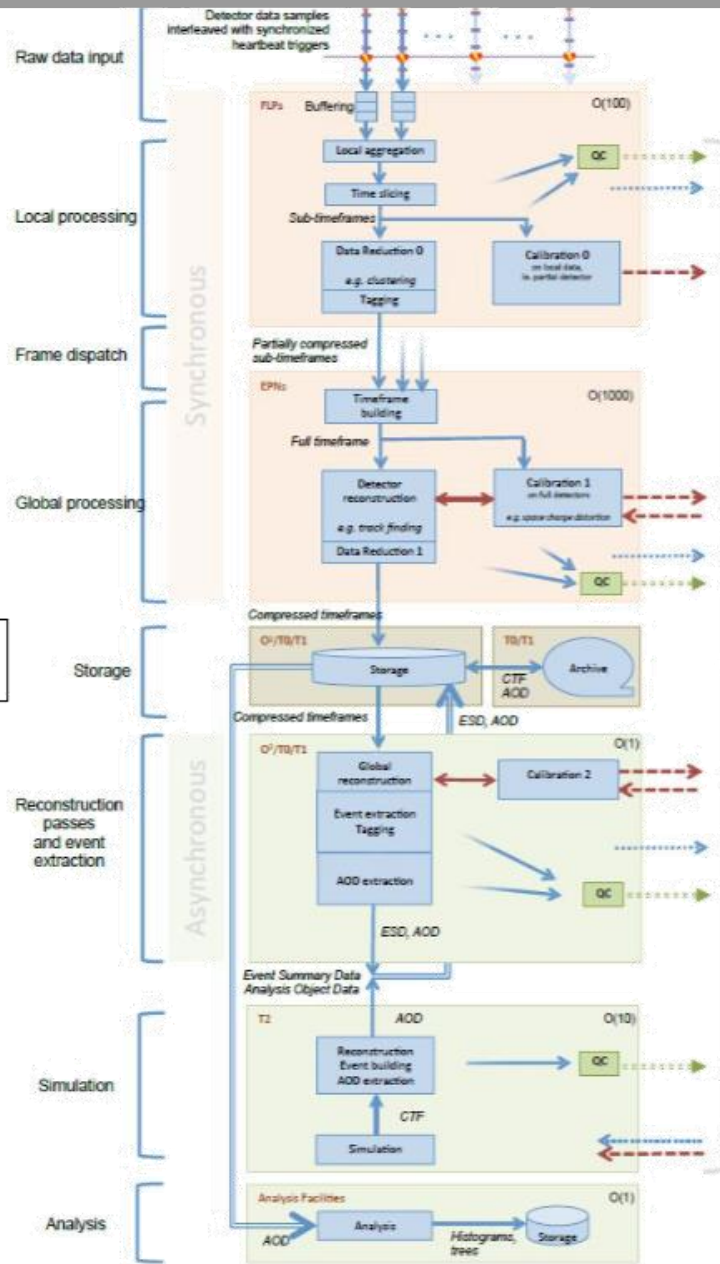 Detector data samples
interleaved with synchronized
heartbeat triggers
Raw data input
FLPs
Buffering
O(100)
Local aggregation
QC
Time slicing
Local processing
Sub-timeframes
Data Reduction 0
e.g. clustering
Tagging
Calibration 0
on local data,
ie. partial detector
Synchronous
Frame dispatch
Partially compressed
sub-timeframes
EPNs
O(1000)
Timeframe
building
Full timeframe
Global processing
Detector
reconstruction
e.g. track finding
Data Reduction 1
Calibration 1
on full detectors
e.g. space charge distortion
QC
Compressed timeframes
O²/T0/T1
T0/T1
Storage
Storage
CTF
AOD
Archive
Compressed timeframes
ESD, AOD
O²/T0/T1
O(1)
Global
reconstruction
Calibration 2
Reconstruction
passes
and event
extraction
Asynchronous
Event extraction
Tagging
AOD extraction
QC
ESD, AOD
Event Summary Data
Analysis Object Data
T2
AOD
O(10)
Simulation
Reconstruction
Event building
AOD extraction
QC
CTF
Simulation
Analysis Facilities
O(1)
Analysis
AOD
Analysis
Histograms,
trees
Storage